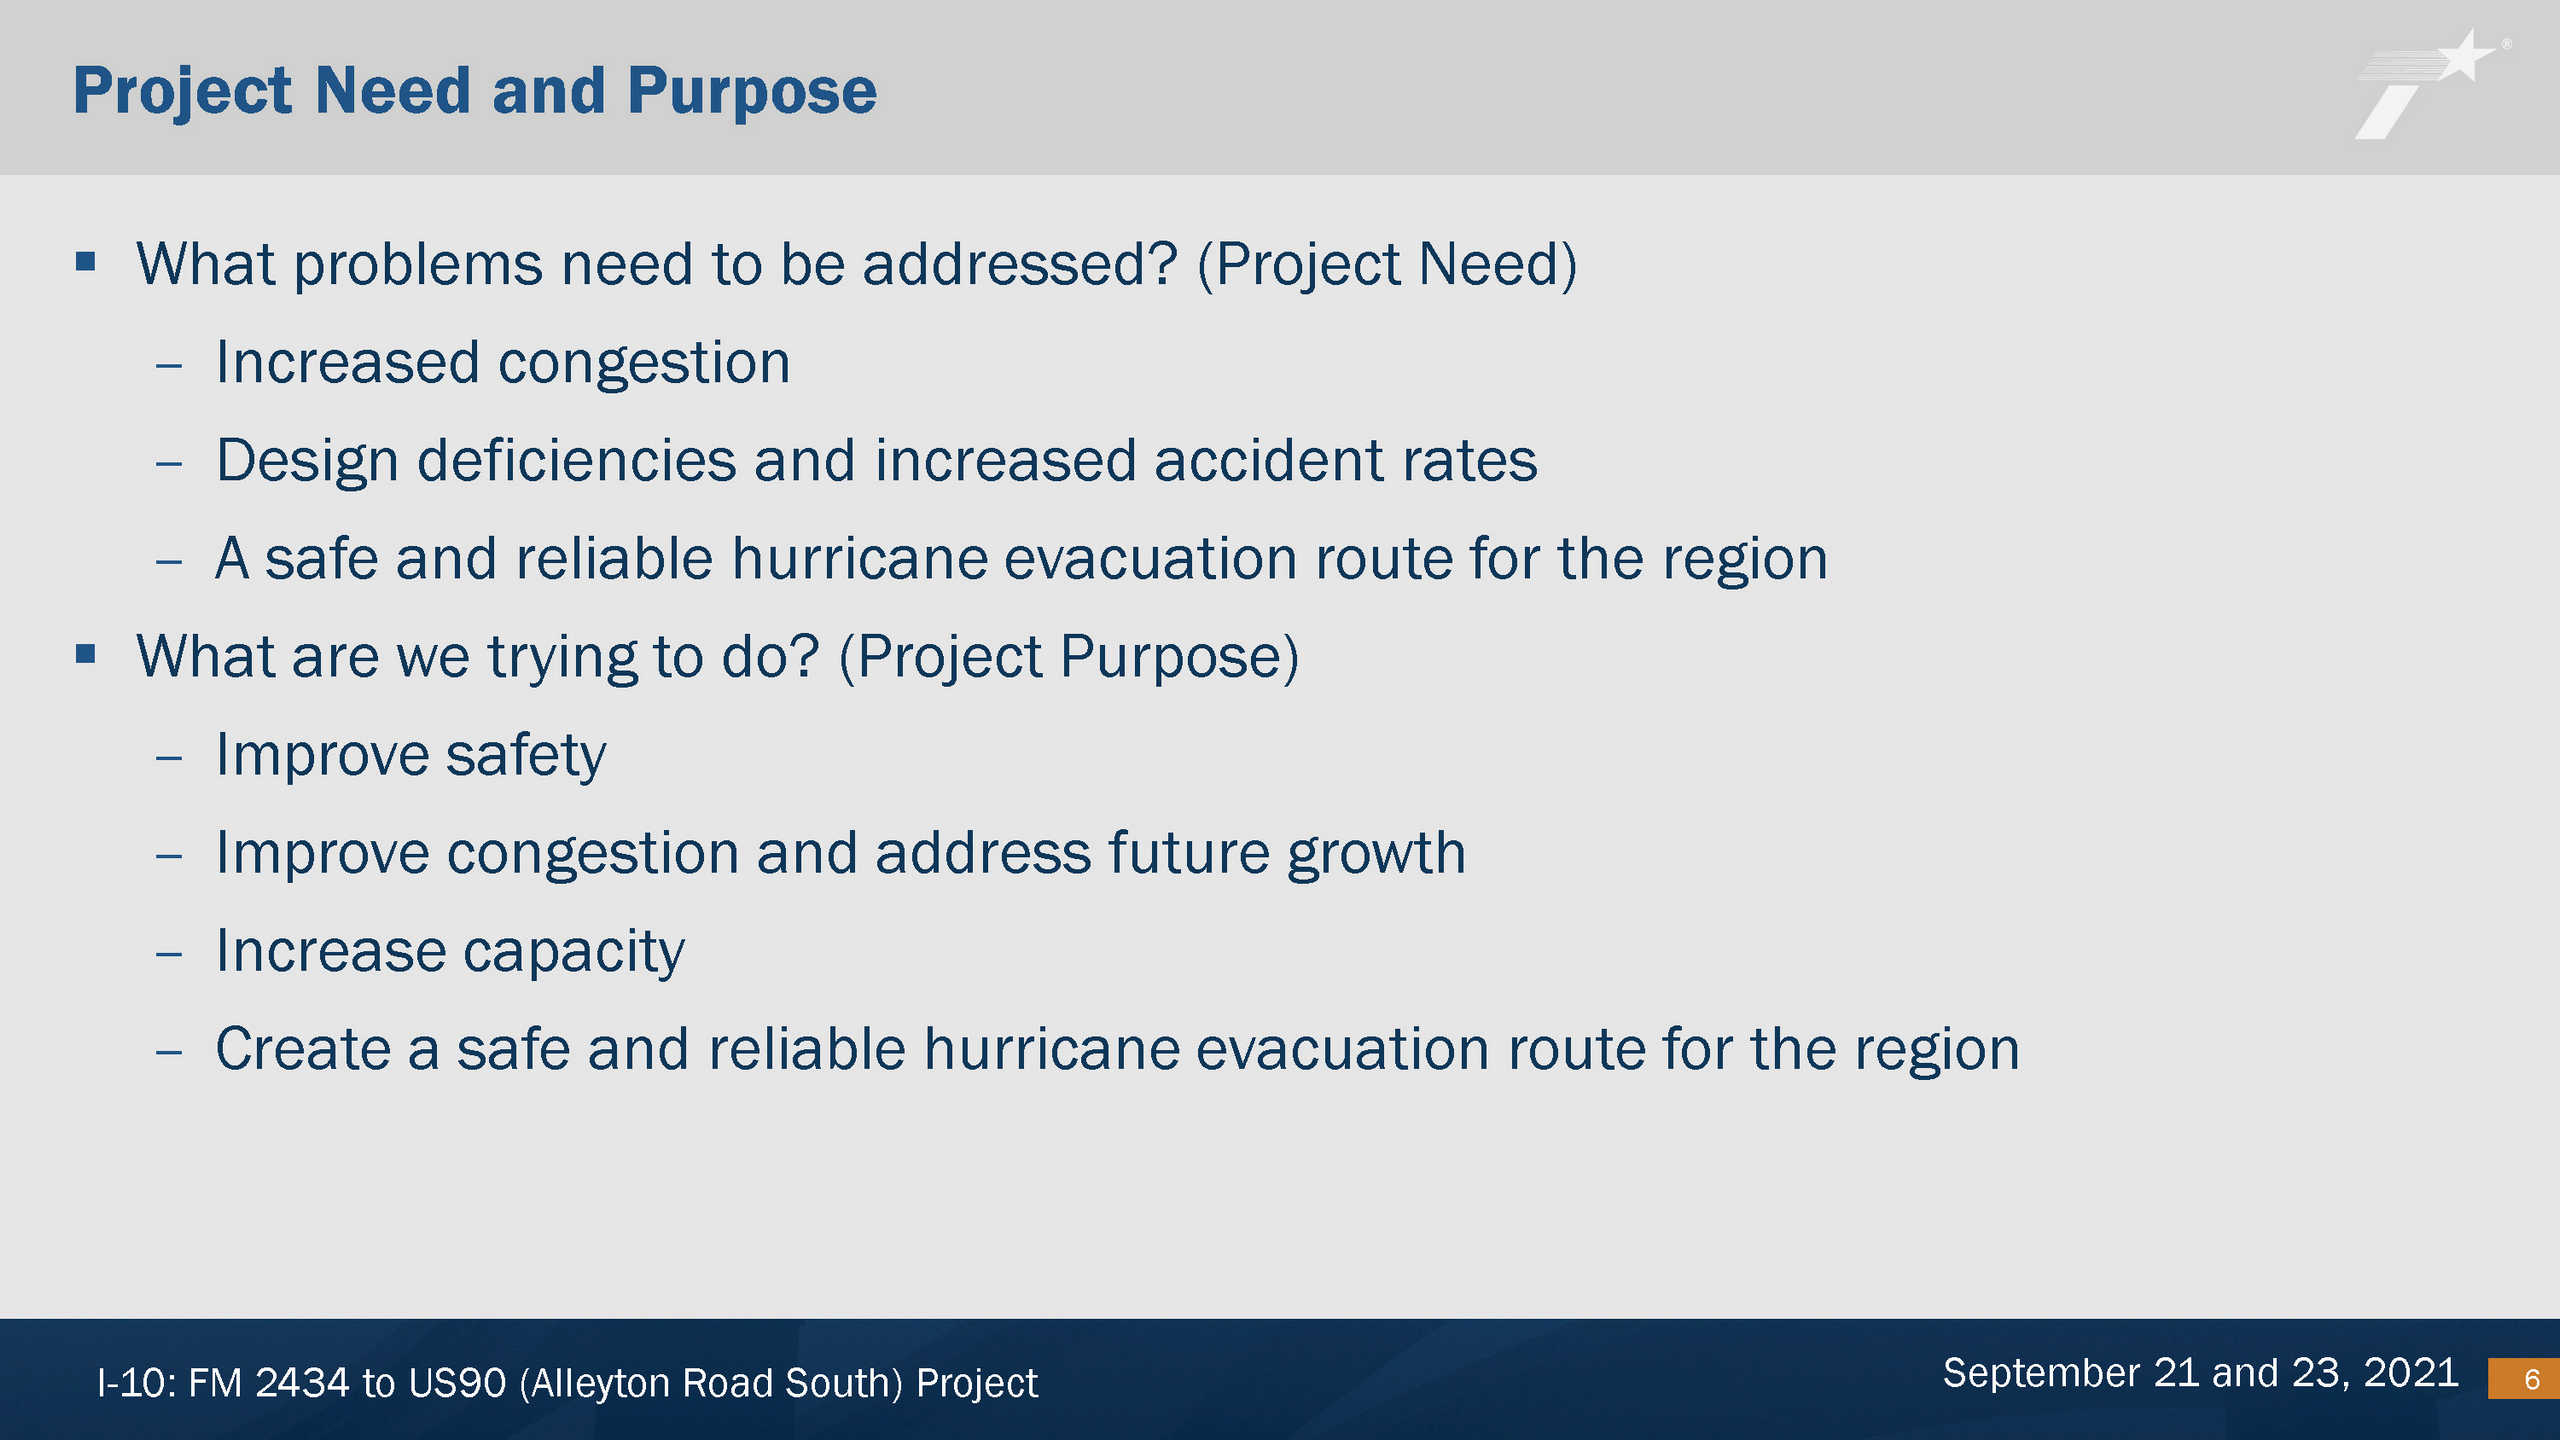 Project Need and Purpose
®
▪ What problems need to be addressed? (Project Need)
– Increased congestion
– Design deficiencies and increased accident rates
– A safe and reliable hurricane evacuation route for the region
▪ What are we trying to do? (Project Purpose)
– Improve safety
– Improve congestion and address future growth
– Increase capacity
– Create a safe and reliable hurricane evacuation route for the region
I-10: FM 2434 to US90 (Alleyton Road South) Project
September 21 and 23, 2021
6